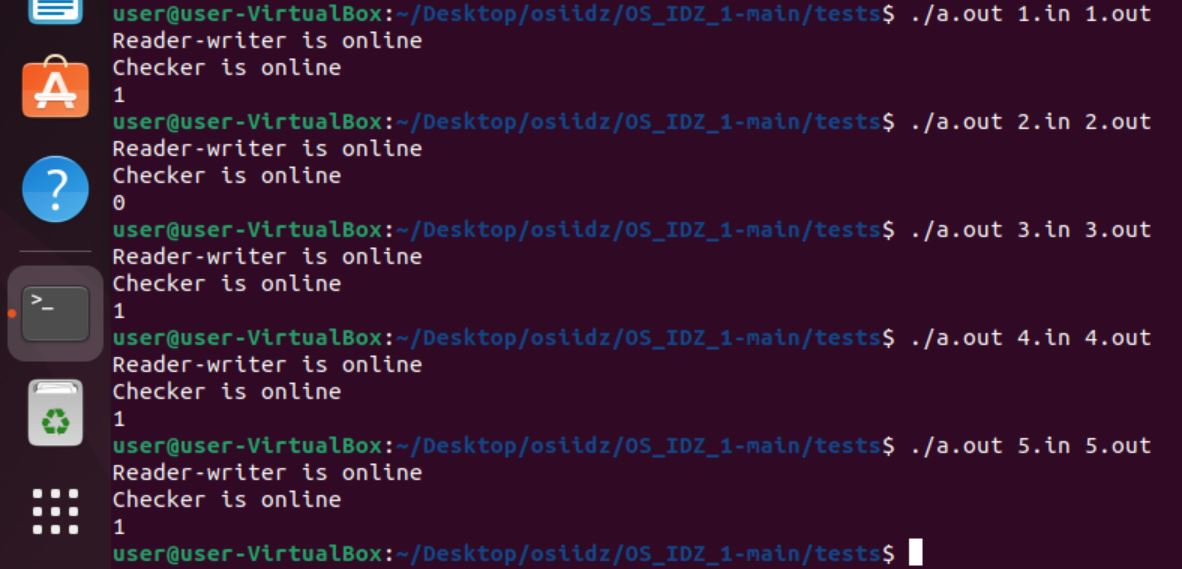 user@user-VirtualBox:~/Desktop/osiidz/OS_IDZ_1-main/tests$ ./a.out 1.in 1.out
Reader-writer is online
Checker is online
1
user@user-VirtualBox:~/Desktop/osiidz/OS_IDZ_1-main/tests$ ./a.out 2.in 2.out
Reader-writer is online
Checker is online
0
user@user-VirtualBox:~/Desktop/osiidz/OS_IDZ_1-main/tests$ ./a.out 3.in 3.out
Reader-writer is online
Checker is online
1
user@user-VirtualBox:~/Desktop/osiidz/OS_IDZ_1-main/tests$ ./a.out 4.in 4.out
Reader-writer is online
Checker is online
1
user@user-VirtualBox:~/Desktop/osiidz/OS_IDZ_1-main/tests$ ./a.out 5.in 5.out
Reader-writer is online
Checker is online
1
user@user-VirtualBox:~/Desktop/osiidz/OS_IDZ_1-main/tests$